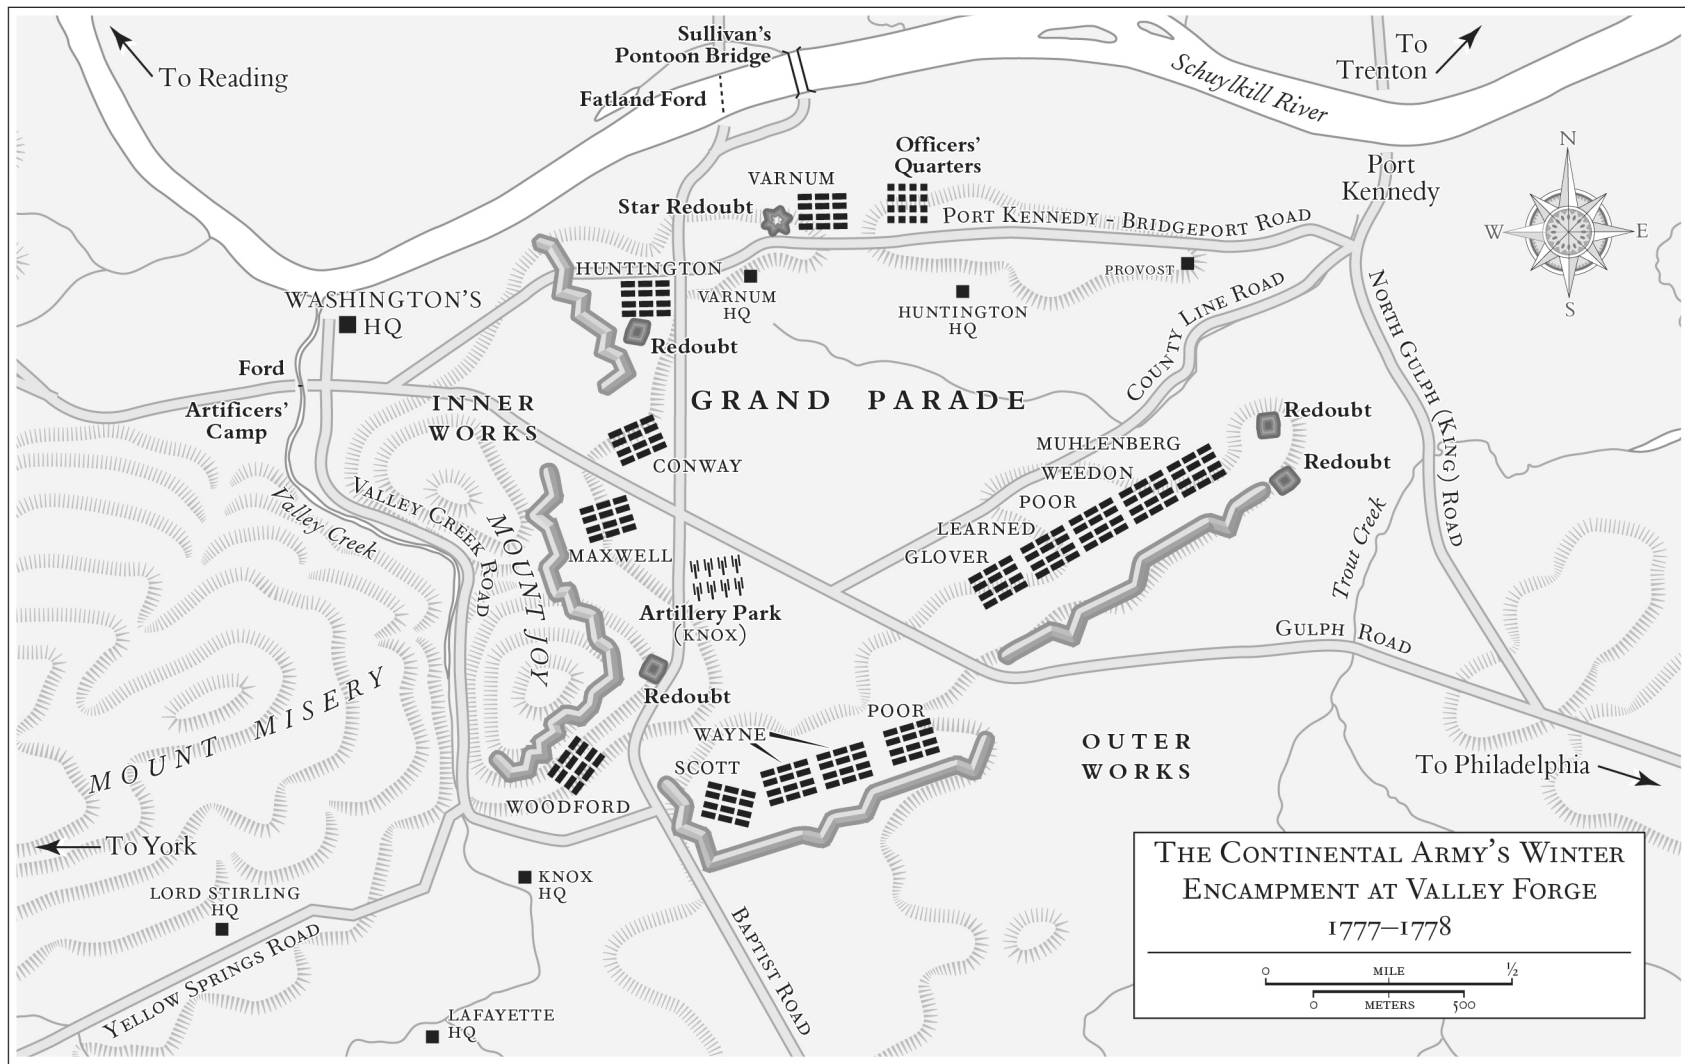 To Reading
Sullivan's
Pontoon Bridge
Fatland Ford
Schuylkill River
To
Trenton
N
W
E
S
Port
Kennedy
Officers'
Quarters
VARNUM
Star Redoubt
PORT KENNEDY - BRIDGEPORT ROAD
HUNTINGTON
VARNUM
HQ
PROVOST
HUNTINGTON
HQ
WASHINGTON'S
HQ
Redoubt
COUNTY LINE ROAD
NORTH GULPH (KING) ROAD
Ford
Artificers'
Camp
INNER
WORKS
GRAND PARADE
Redoubt
MUHLENBERG
WEEDON
POOR
LEARNED
GLOVER
Redoubt
CONWAY
Valley Creek
VALLEY CREEK ROAD
MOUNT JOY
MAXWELL
Artillery Park
(KNOX)
Trout Creek
GULPH ROAD
MOUNT MISERY
Redoubt
WAYNE
POOR
SCOTT
WOODFORD
OUTER
WORKS
To Philadelphia
To York
LORD STIRLING
HQ
KNOX
HQ
YELLOW SPRINGS ROAD
BAPTIST ROAD
LAFAYETTE
HQ
THE CONTINENTAL ARMY'S WINTER
ENCAMPMENT AT VALLEY FORGE
1777–1778
0 MILE ½
0 METERS 500